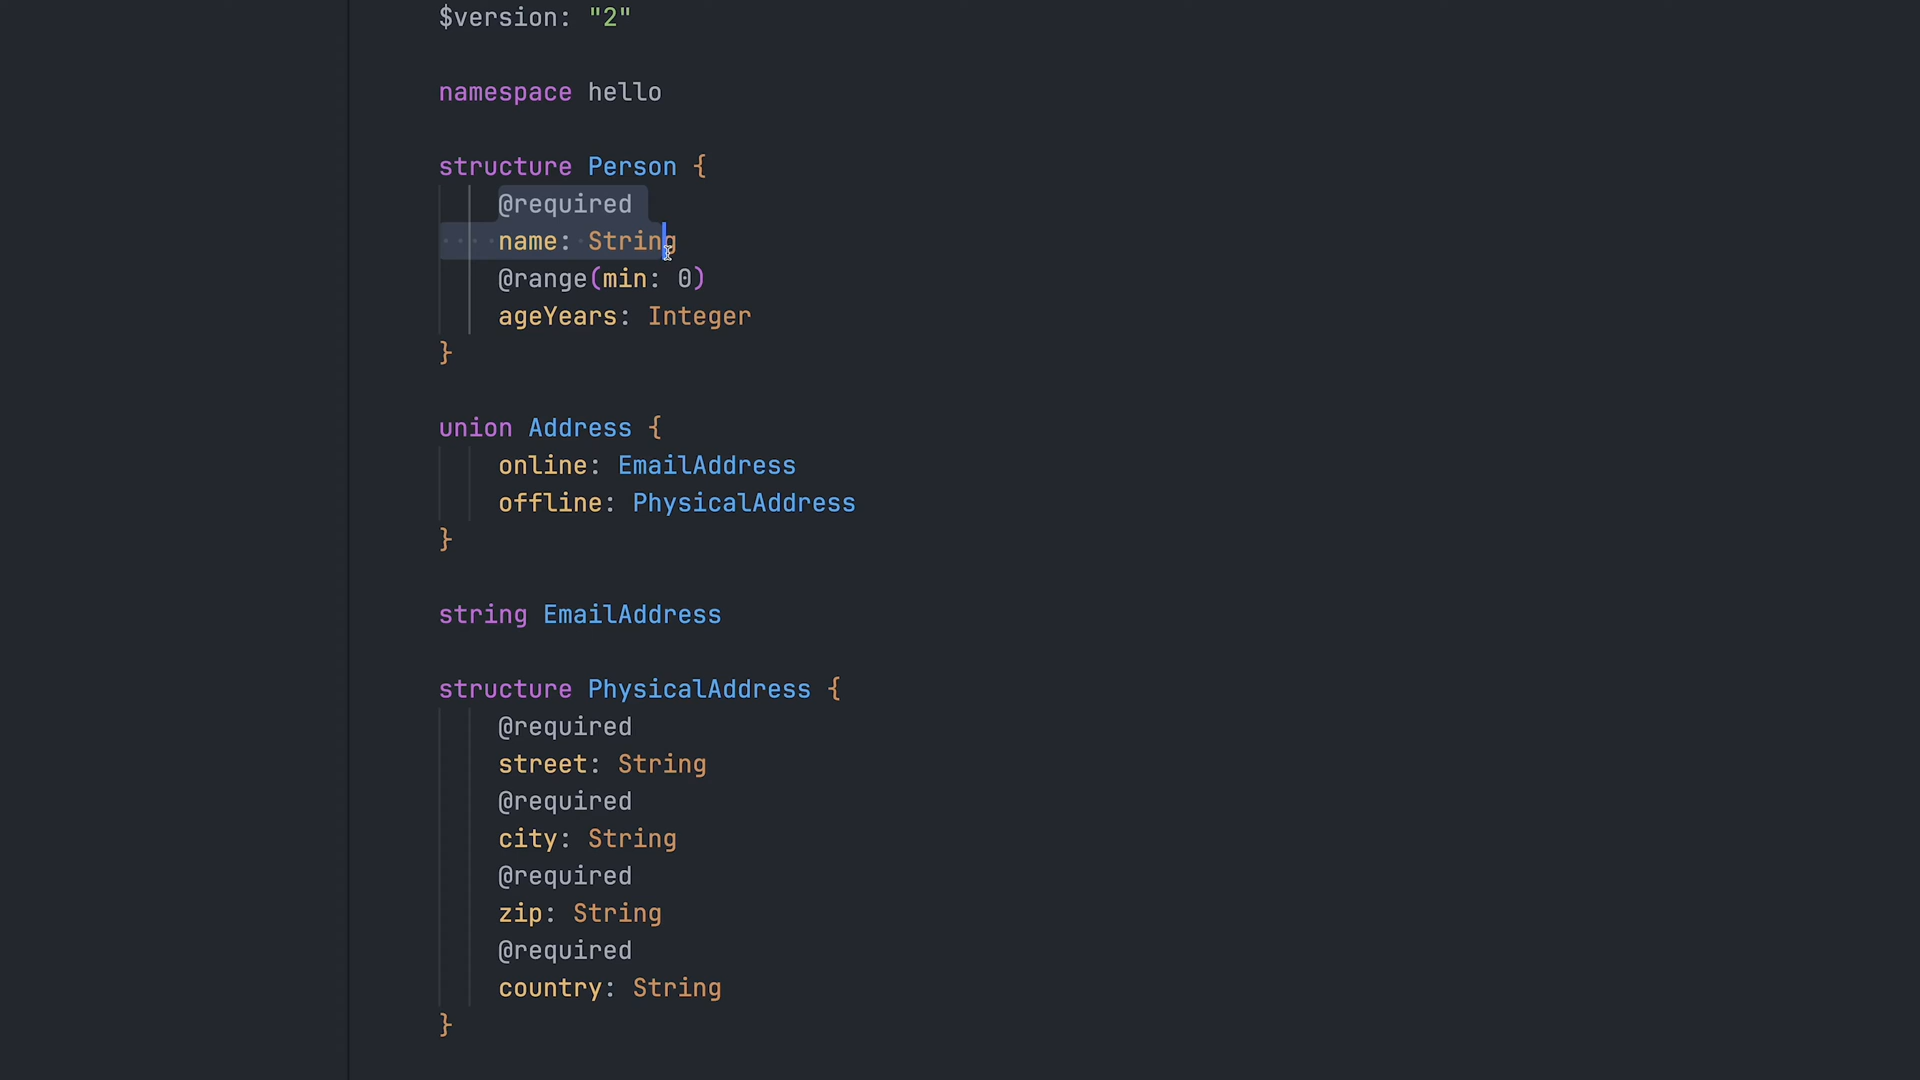 $version: "2"
namespace hello
structure Person {
@required
name: String
@range(min: 0)
ageYears: Integer
}
union Address {
online: EmailAddress
offline: PhysicalAddress
}
string EmailAddress
structure PhysicalAddress {
@required
street: String
@required
city: String
@required
zip: String
@required
country: String
}